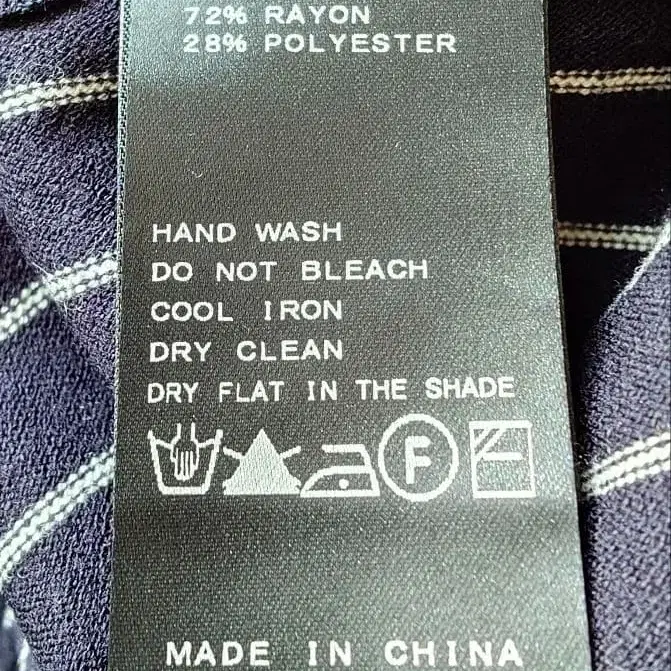 72% RAYON
28% POLYESTER
HAND WASH
DO NOT BLEACH
COOL IRON
DRY CLEAN
DRY FLAT IN THE SHADE
F
MADE IN CHINA